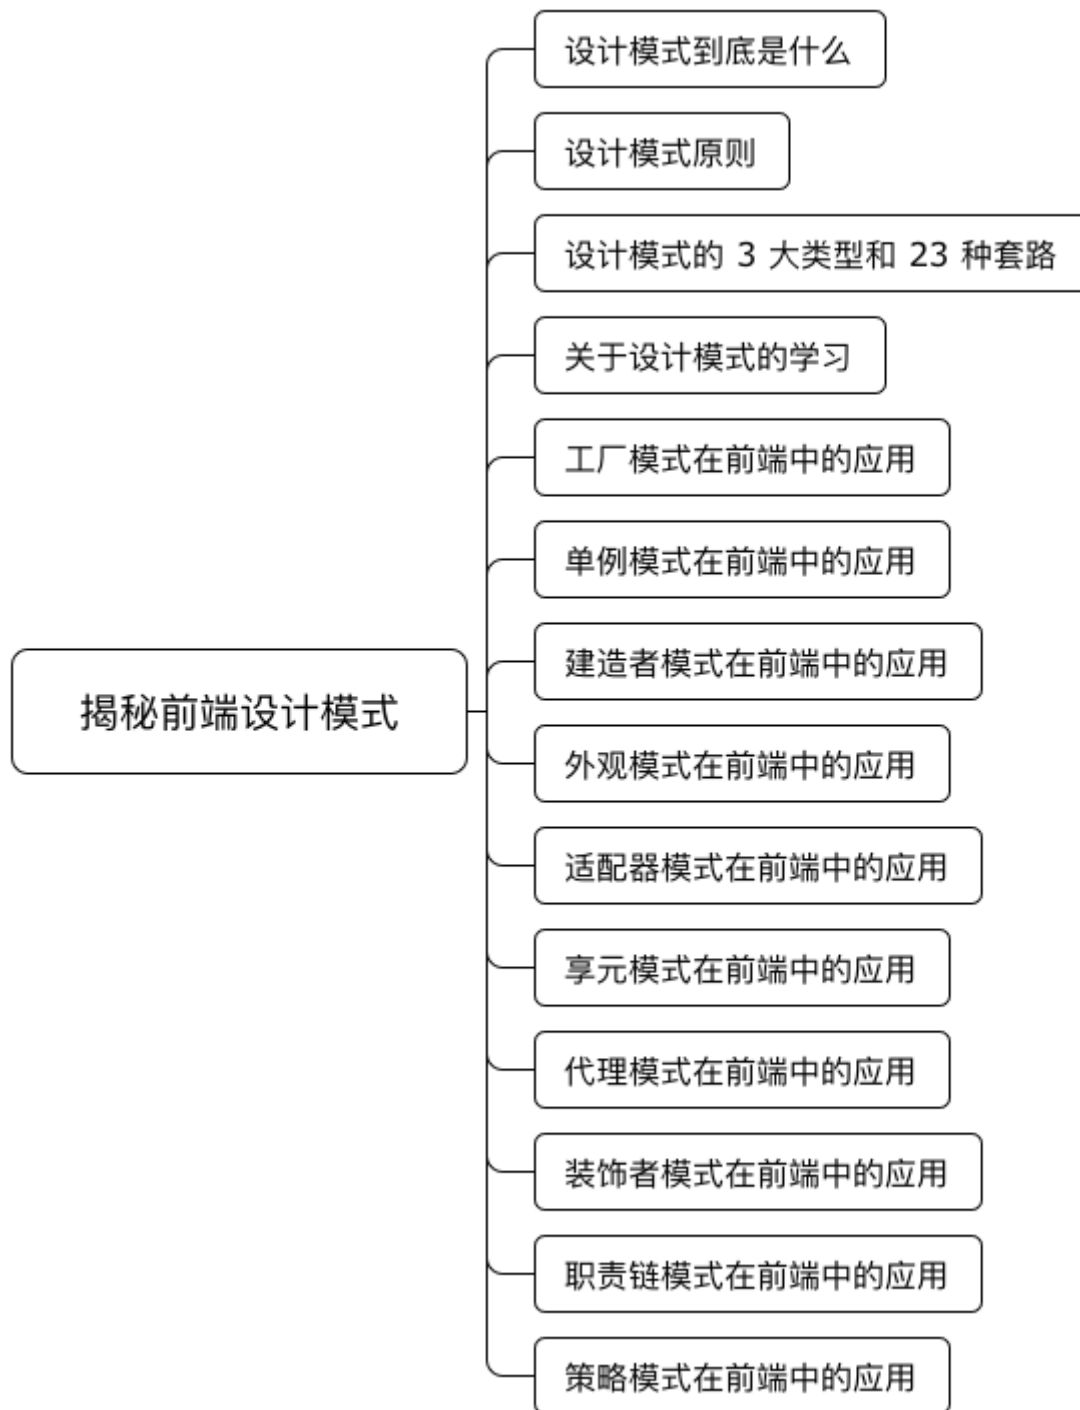 设计模式到底是什么
设计模式原则
设计模式的 3 大类型和 23 种套路
关于设计模式的学习
工厂模式在前端中的应用
单例模式在前端中的应用
建造者模式在前端中的应用
揭秘前端设计模式
外观模式在前端中的应用
适配器模式在前端中的应用
享元模式在前端中的应用
代理模式在前端中的应用
装饰者模式在前端中的应用
职责链模式在前端中的应用
策略模式在前端中的应用